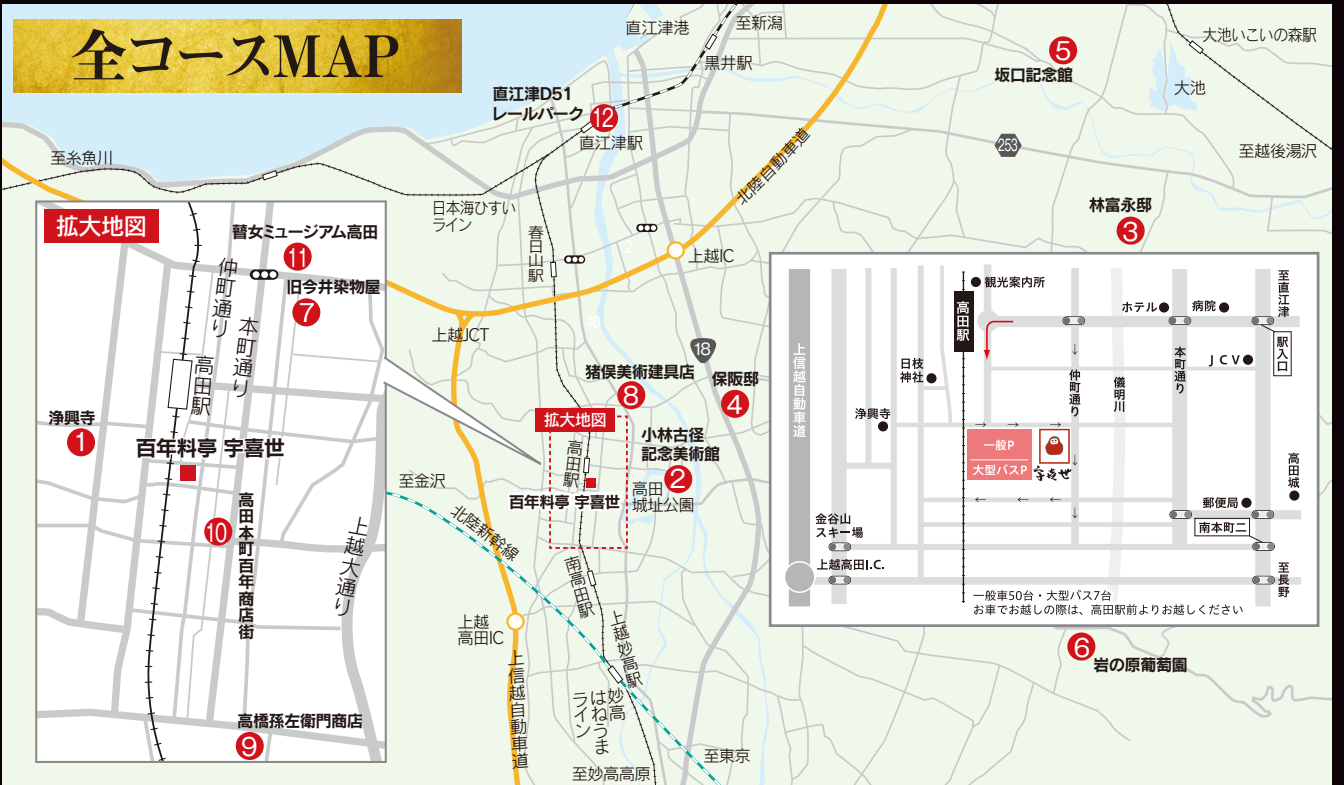 全コースMAP
直江津港
至新潟
黒井駅
直江津D51
レールパーク
12
直江津駅
5
坂口記念館
大池いこいの森駅
大池
253
至越後湯沢
至糸魚川
日本海ひすい
ライン
春日山駅
北陸自動車道
上越IC
上越JCT
林富永邸
3
18
猪俣美術建具店
8
保阪邸
4
拡大地図
高田駅
百年料亭 宇喜世
小林古径
記念美術館
2
高田
城址公園
至金沢
北陸新幹線
南高田駅
上越
高田IC
上信越自動車道
上越妙高駅
妙高
はねうま
ライン
至東京
至妙高高原
6
岩の原葡萄園
拡大地図
瞽女ミュージアム高田
11
旧今井染物屋
7
仲町通り
本町通り
高田駅
浄興寺
1
百年料亭 宇喜世
10
高田本町百年商店街
上越大通り
高橋孫左衛門商店
9
観光案内所
高田駅
ホテル
病院
至直江津
駅入口
上信越自動車道
日枝
神社
仲町通り
儀明川
本町通り
JCV
浄興寺
一般P
大型バスP
宇喜世
高田城
郵便局
南本町二
金谷山
スキー場
上越高田I.C.
至長野
一般車50台・大型バス7台
お車でお越しの際は、高田駅前よりお越しください